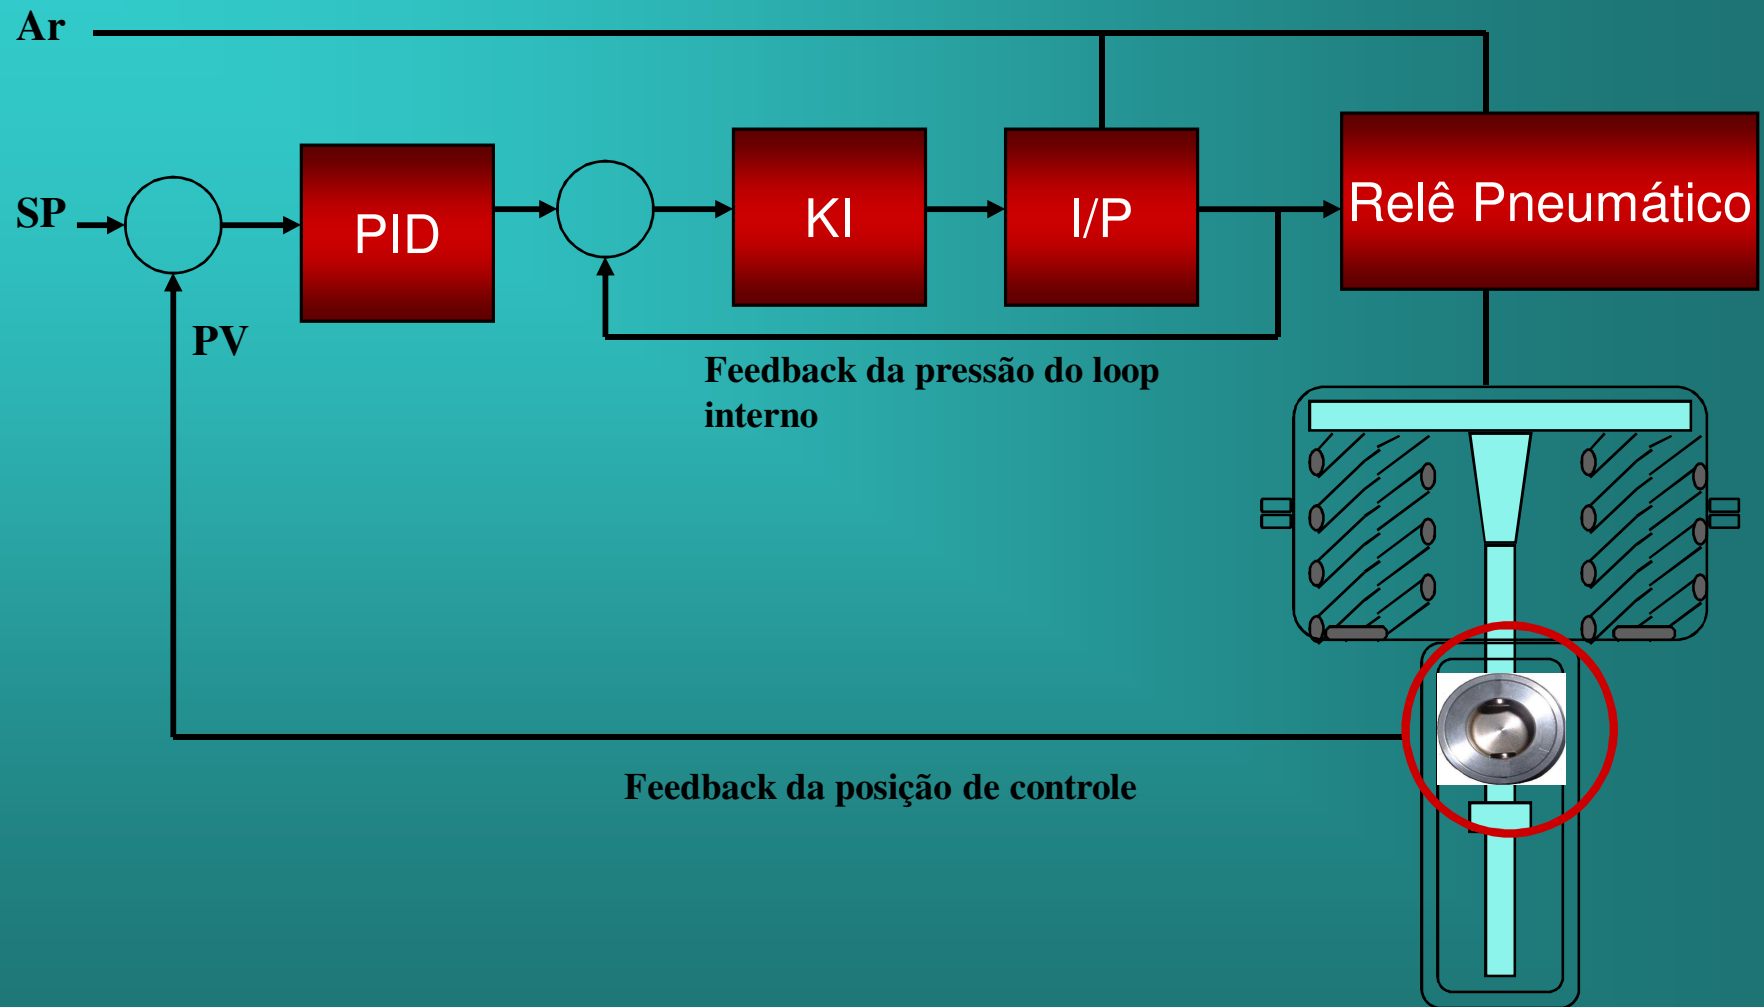 Ar
SP
PID
KI
I/P
Relê Pneumático
PV
Feedback da pressão do loop
interno
Feedback da posição de controle